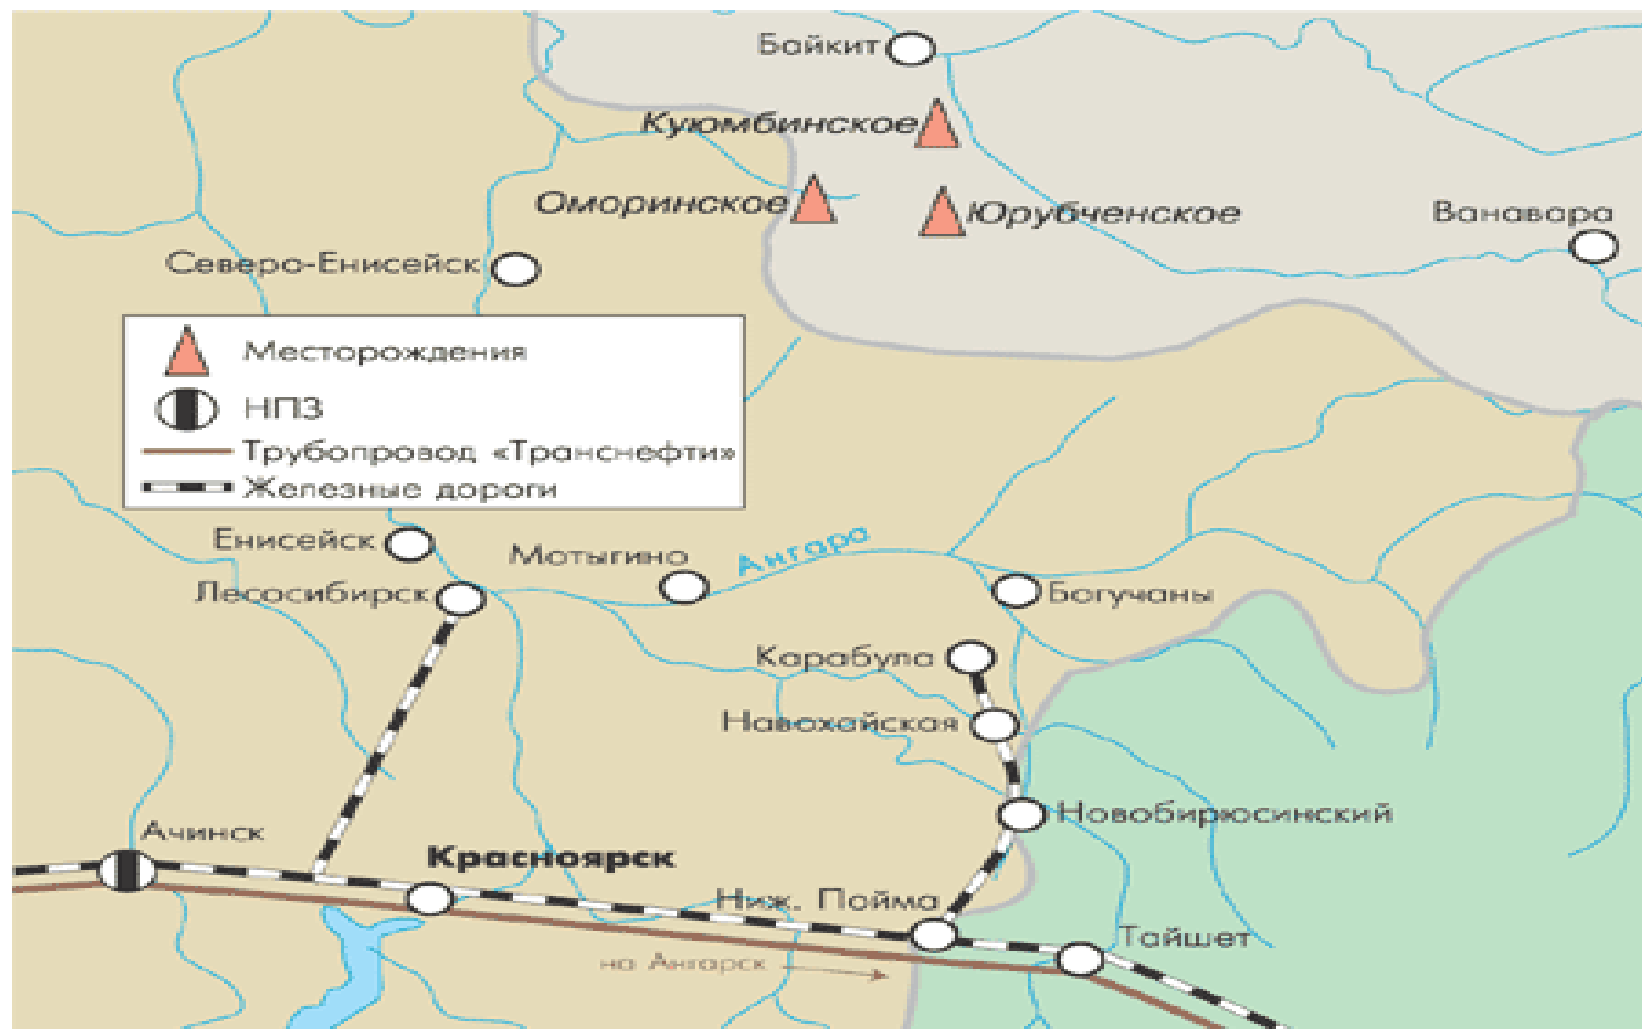 Байкит
Куюмбинское
Оморинское
Юрубченское
Ванавара
Северо-Енисейск
Месторождения
НПЗ
Трубопровод «Транснефти»
Железные дороги
Енисейск
Мотыгино
Ангара
Лесосибирск
Богучаны
Карабула
Новохайская
Новобирюсинский
Ачинск
Красноярск
Ниж. Пойма
Тайшет
на Ангарск